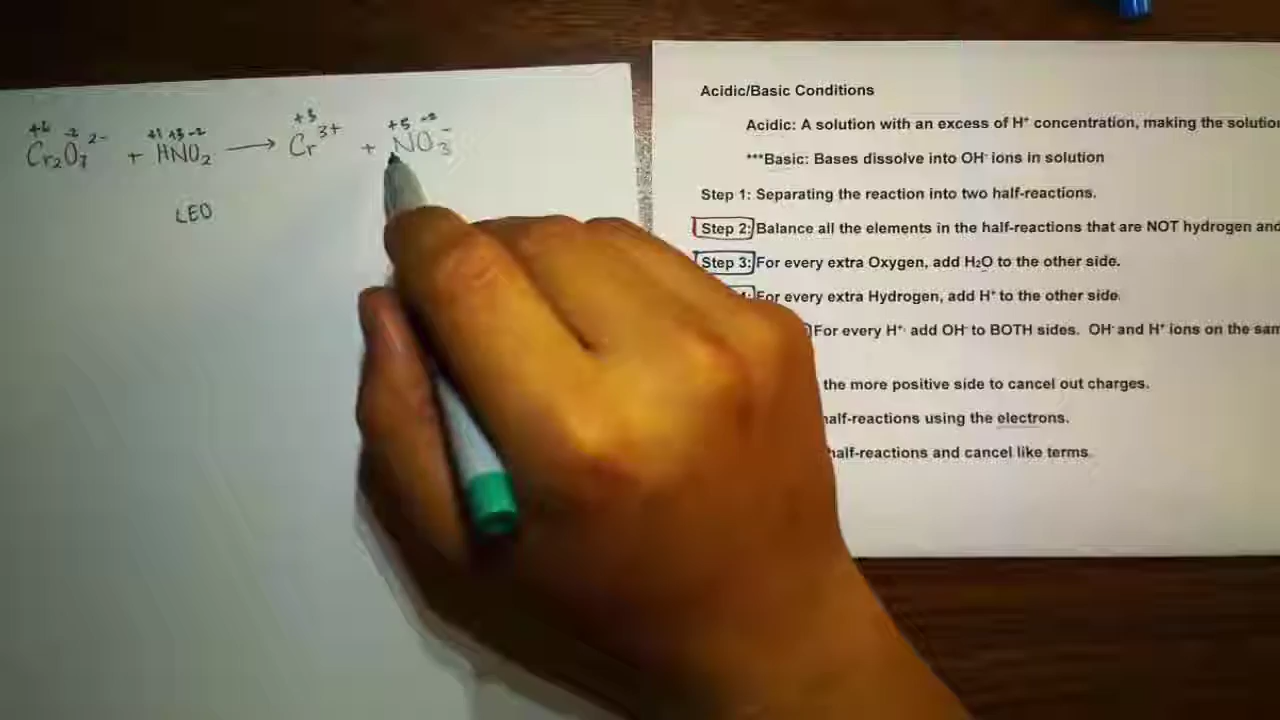 +6 -2 +1 +3 -2 +3 +5 -2
Cr₂O₇²⁻ + HNO₂ → Cr³⁺ + NO₃⁻
LEO
Acidic/Basic Conditions
Acidic: A solution with an excess of H⁺ concentration, making the solution
***Basic: Bases dissolve into OH⁻ ions in solution
Step 1: Separating the reaction into two half-reactions.
Step 2: Balance all the elements in the half-reactions that are NOT hydrogen and
Step 3: For every extra Oxygen, add H₂O to the other side.
For every extra Hydrogen, add H⁺ to the other side.
For every H⁺ add OH⁻ to BOTH sides. OH⁻ and H⁺ ions on the
the more positive side to cancel out charges.
half-reactions using the electrons.
half-reactions and cancel like terms.